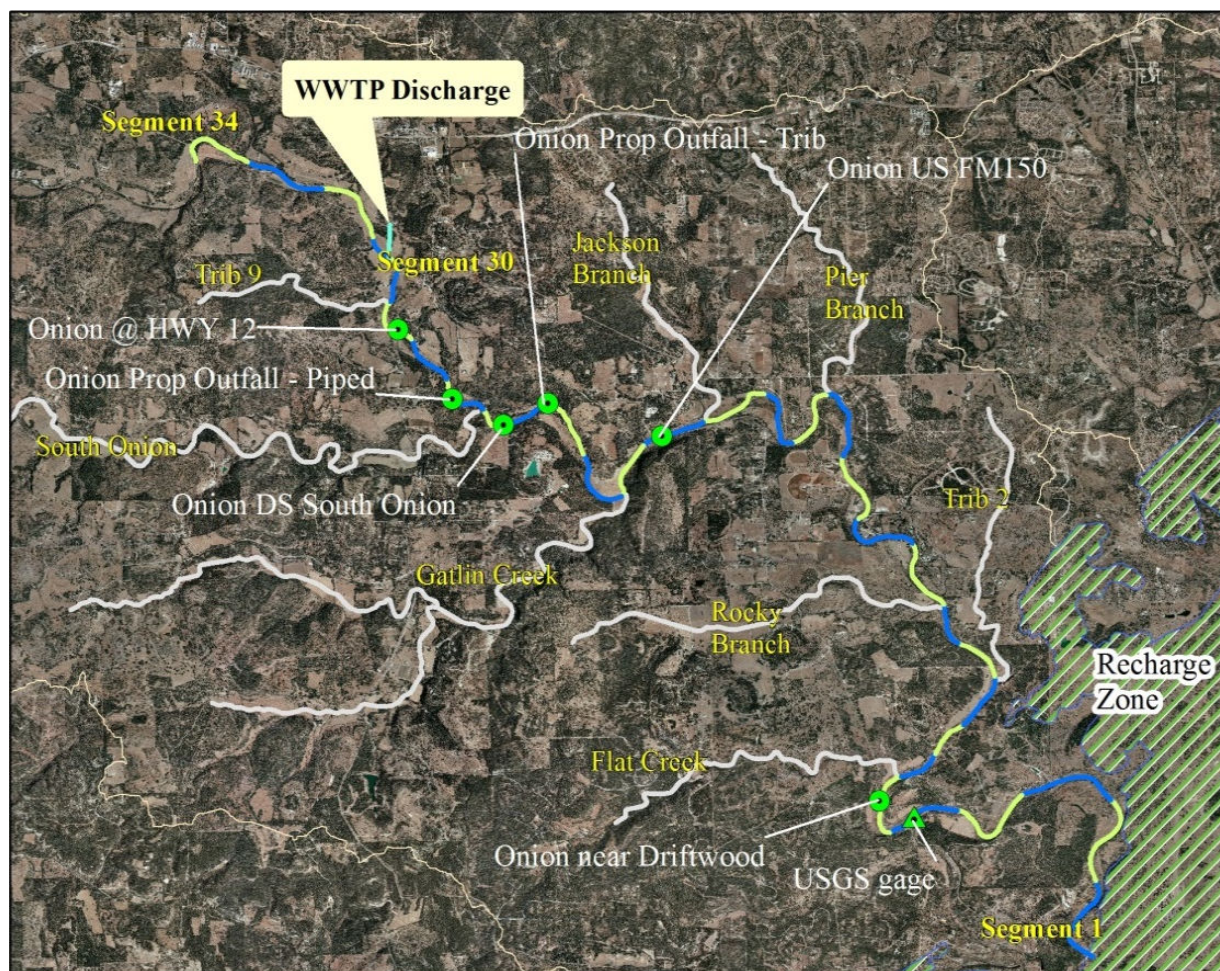 WWTP Discharge
Segment 34
Onion Prop Outfall - Trib
Onion US FM150
Jackson
Branch
Segment 30
Trib 9
Pier
Branch
Onion @ HWY 12
Onion Prop Outfall - Piped
South Onion
Onion DS South Onion
Trib 2
Gatlin Creek
Rocky
Branch
Recharge
Zone
Flat Creek
Onion near Driftwood
USGS gage
Segment 1